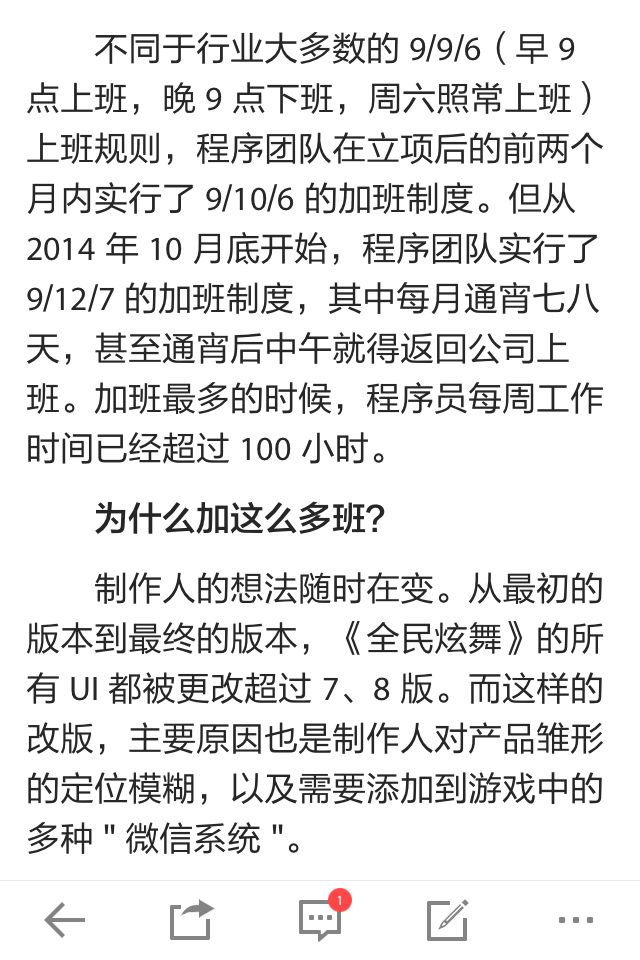 不同于行业大多数的 9/9/6（早 9
点上班，晚 9 点下班，周六照常上班）
上班规则，程序团队在立项后的前两个
月内实行了 9/10/6 的加班制度。但从
2014 年 10 月底开始，程序团队实行了
9/12/7 的加班制度，其中每月通宵七八
天，甚至通宵后中午就得返回公司上
班。加班最多的时候，程序员每周工作
时间已经超过 100 小时。
为什么加这么多班?
制作人的想法随时在变。从最初的
版本到最终的版本，《全民炫舞》的所
有 UI 都被更改超过 7、8 版。而这样的
改版，主要原因也是制作人对产品雏形
的定位模糊，以及需要添加到游戏中的
多种 " 微信系统 "。
1